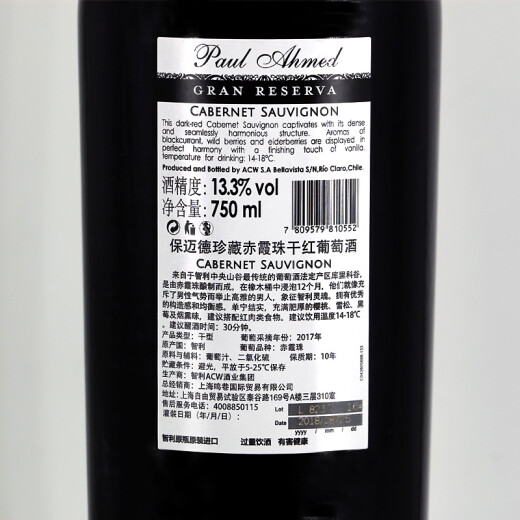 Paul Ahmed
GRAN RESERVA
CABERNET SAUVIGNON
This dark-red Cabernet Sauvignon captivates with its dense
and seamlessly harmonious structure. Aromas of
blackcurrant, wild berries and elderberries are displayed in
perfect harmony with a finishing touch of vanilla.
temperature for drinking: 14-18℃.
Produced and Bottled by ACW S.A Bellavista S/N,Río Claro,Chile.
酒精度: 13.3% vol
净含量: 750 ml
7 809579 810552
保迈德珍藏赤霞珠干红葡萄酒
CABERNET SAUVIGNON
来自于智利中央山谷最传统的葡萄酒法定产区库里科谷,
是由赤霞珠酿制而成。在橡木桶中浸泡12个月, 他们就像充
斥了男性气势而举止高雅的男人, 象征智利灵魂。拥有优秀
的构造感和均衡感。单宁结实, 充满肥厚的樱桃、雪松、黑
莓及烟熏味, 建议搭配红肉类食物。建议饮用温度14-18℃
。建议醒酒时间: 30分钟。
产品类型: 干型 葡萄采摘年份: 2017年
原产国: 智利 葡萄品种: 赤霞珠
原料与辅料: 葡萄汁、二氧化硫 保质期: 10年
贮藏条件: 避光, 平放于5-25℃保存
生产商: 智利ACW酒业集团
总经销商: 上海鸣巷国际贸易有限公司
地址: 上海自由贸易试验区泰谷路169号A楼三层310室
售后服务电话: 4008850115
灌装日期 (年/月/日):
Lot
Date
yyyy / mm / dd
智利原瓶原装进口 过量饮酒 有害健康